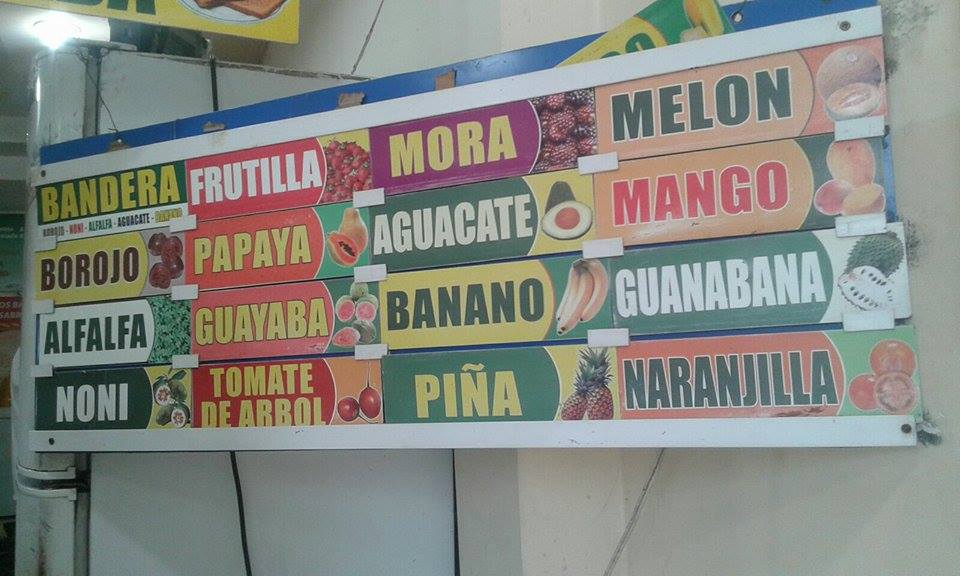 BANDERA
BOROJO - NONI - ALFALFA - AGUACATE - BANANO
FRUTILLA
MORA
MELON
BOROJO
PAPAYA
AGUACATE
MANGO
ALFALFA
GUAYABA
BANANO
GUANABANA
NONI
TOMATE
DE ARBOL
PIÑA
NARANJILLA